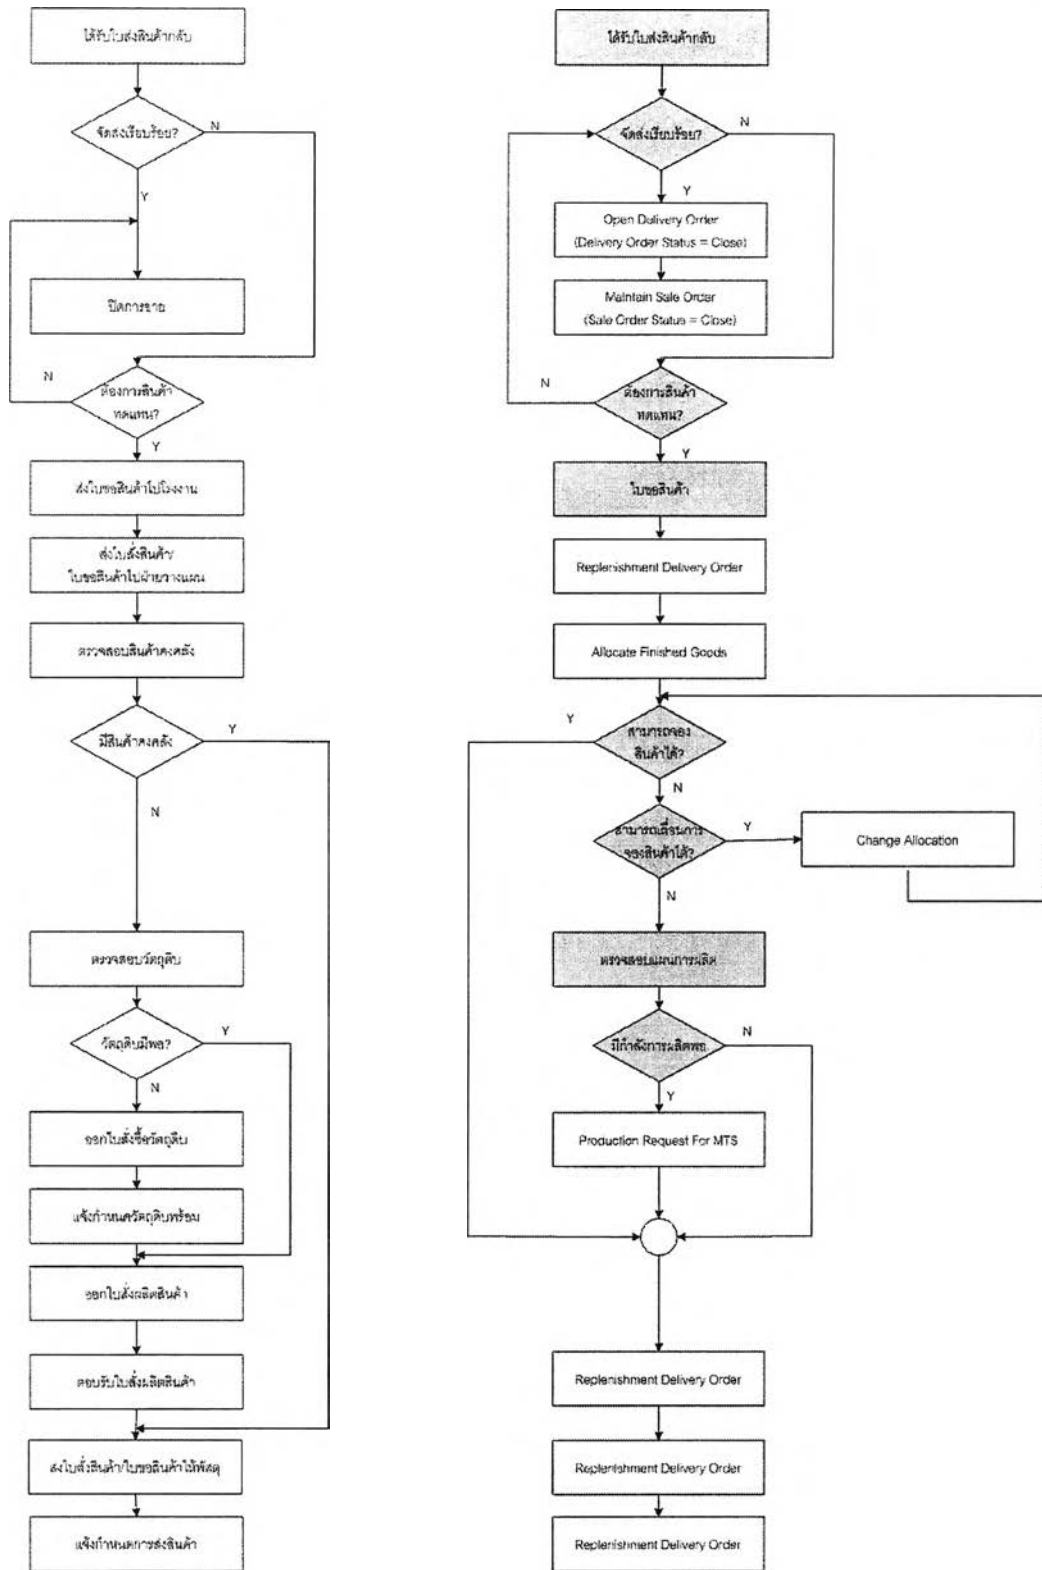 ได้รับใบส่งสินค้ากลับ
จัดส่งเรียบร้อย?
N
Y
ปิดการขาย
N
ต้องการสินค้า
ทดแทน?
Y
ส่งใบขอสินค้าไปโรงงาน
ส่งใบสั่งสินค้า/
ใบขอสินค้าไปฝ่ายวางแผน
ตรวจสอบสินค้าคงคลัง
มีสินค้าคงคลัง
Y
N
ตรวจสอบวัตถุดิบ
วัตถุดิบมีพอ?
Y
N
ออกใบสั่งซื้อวัตถุดิบ
แจ้งกำหนดวัตถุดิบพร้อม
ออกใบสั่งผลิตสินค้า
ตอบรับใบสั่งผลิตสินค้า
ส่งใบสั่งสินค้า/ใบขอสินค้าให้พัสดุ
แจ้งกำหนดการส่งสินค้า
ได้รับใบส่งสินค้ากลับ
จัดส่งเรียบร้อย?
N
Y
Open Delivery Order
(Delivery Order Status = Close)
Maintain Sale Order
(Sale Order Status = Close)
N
ต้องการสินค้า
ทดแทน?
Y
ใบขอสินค้า
Replenishment Delivery Order
Allocate Finished Goods
Y
สามารถจอง
สินค้าได้?
N
สามารถเลื่อนการ
จองสินค้าได้?
Y
Change Allocation
N
ตรวจสอบแผนการผลิต
มีกำลังการผลิตพอ
N
Y
Production Request For MTS
Replenishment Delivery Order
Replenishment Delivery Order
Replenishment Delivery Order